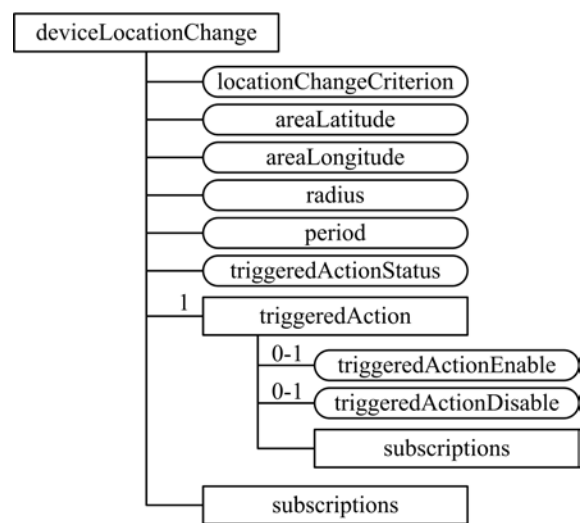 deviceLocationChange
locationChangeCriterion
areaLatitude
areaLongitude
radius
period
triggeredActionStatus
1 triggeredAction
0-1 triggeredActionEnable
0-1 triggeredActionDisable
subscriptions
subscriptions